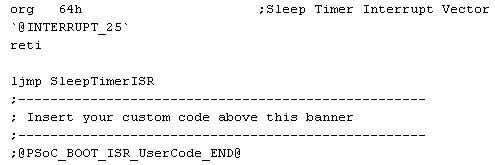 org   64h                    ;Sleep Timer Interrupt Vector
`@INTERRUPT_25`
reti
ljmp SleepTimerISR
;---------------------------------------------------
; Insert your custom code above this banner
;---------------------------------------------------
;@PSoC_BOOT_ISR_UserCode_END@